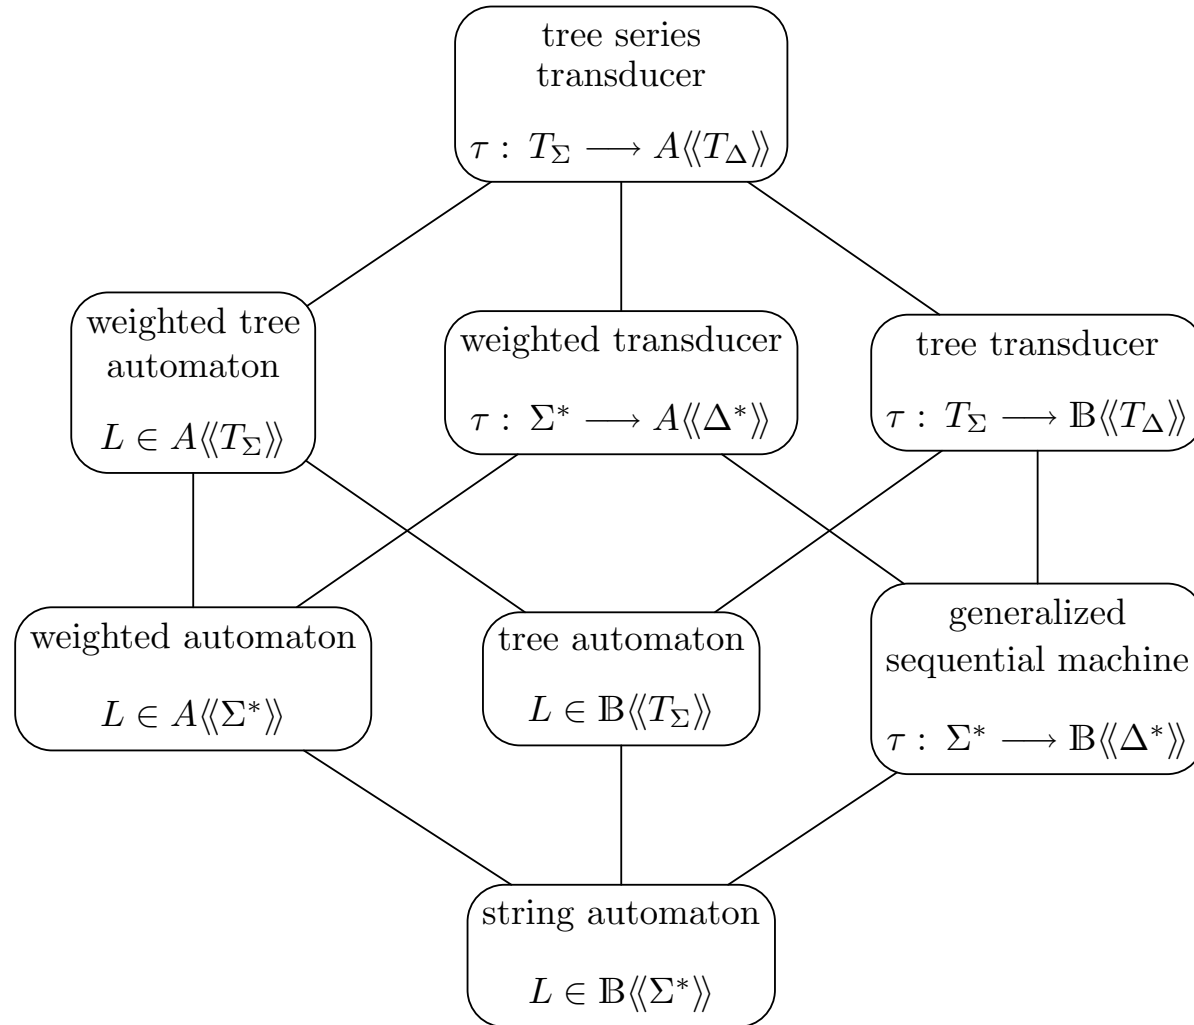 tree series
transducer
τ : T_Σ ⟶ A⟪T_Δ⟫
weighted tree
automaton
L ∈ A⟪T_Σ⟫
weighted transducer
τ : Σ* ⟶ A⟪Δ*⟫
tree transducer
τ : T_Σ ⟶ 𝔹⟪T_Δ⟫
weighted automaton
L ∈ A⟪Σ*⟫
tree automaton
L ∈ 𝔹⟪T_Σ⟫
generalized
sequential machine
τ : Σ* ⟶ 𝔹⟪Δ*⟫
string automaton
L ∈ 𝔹⟪Σ*⟫